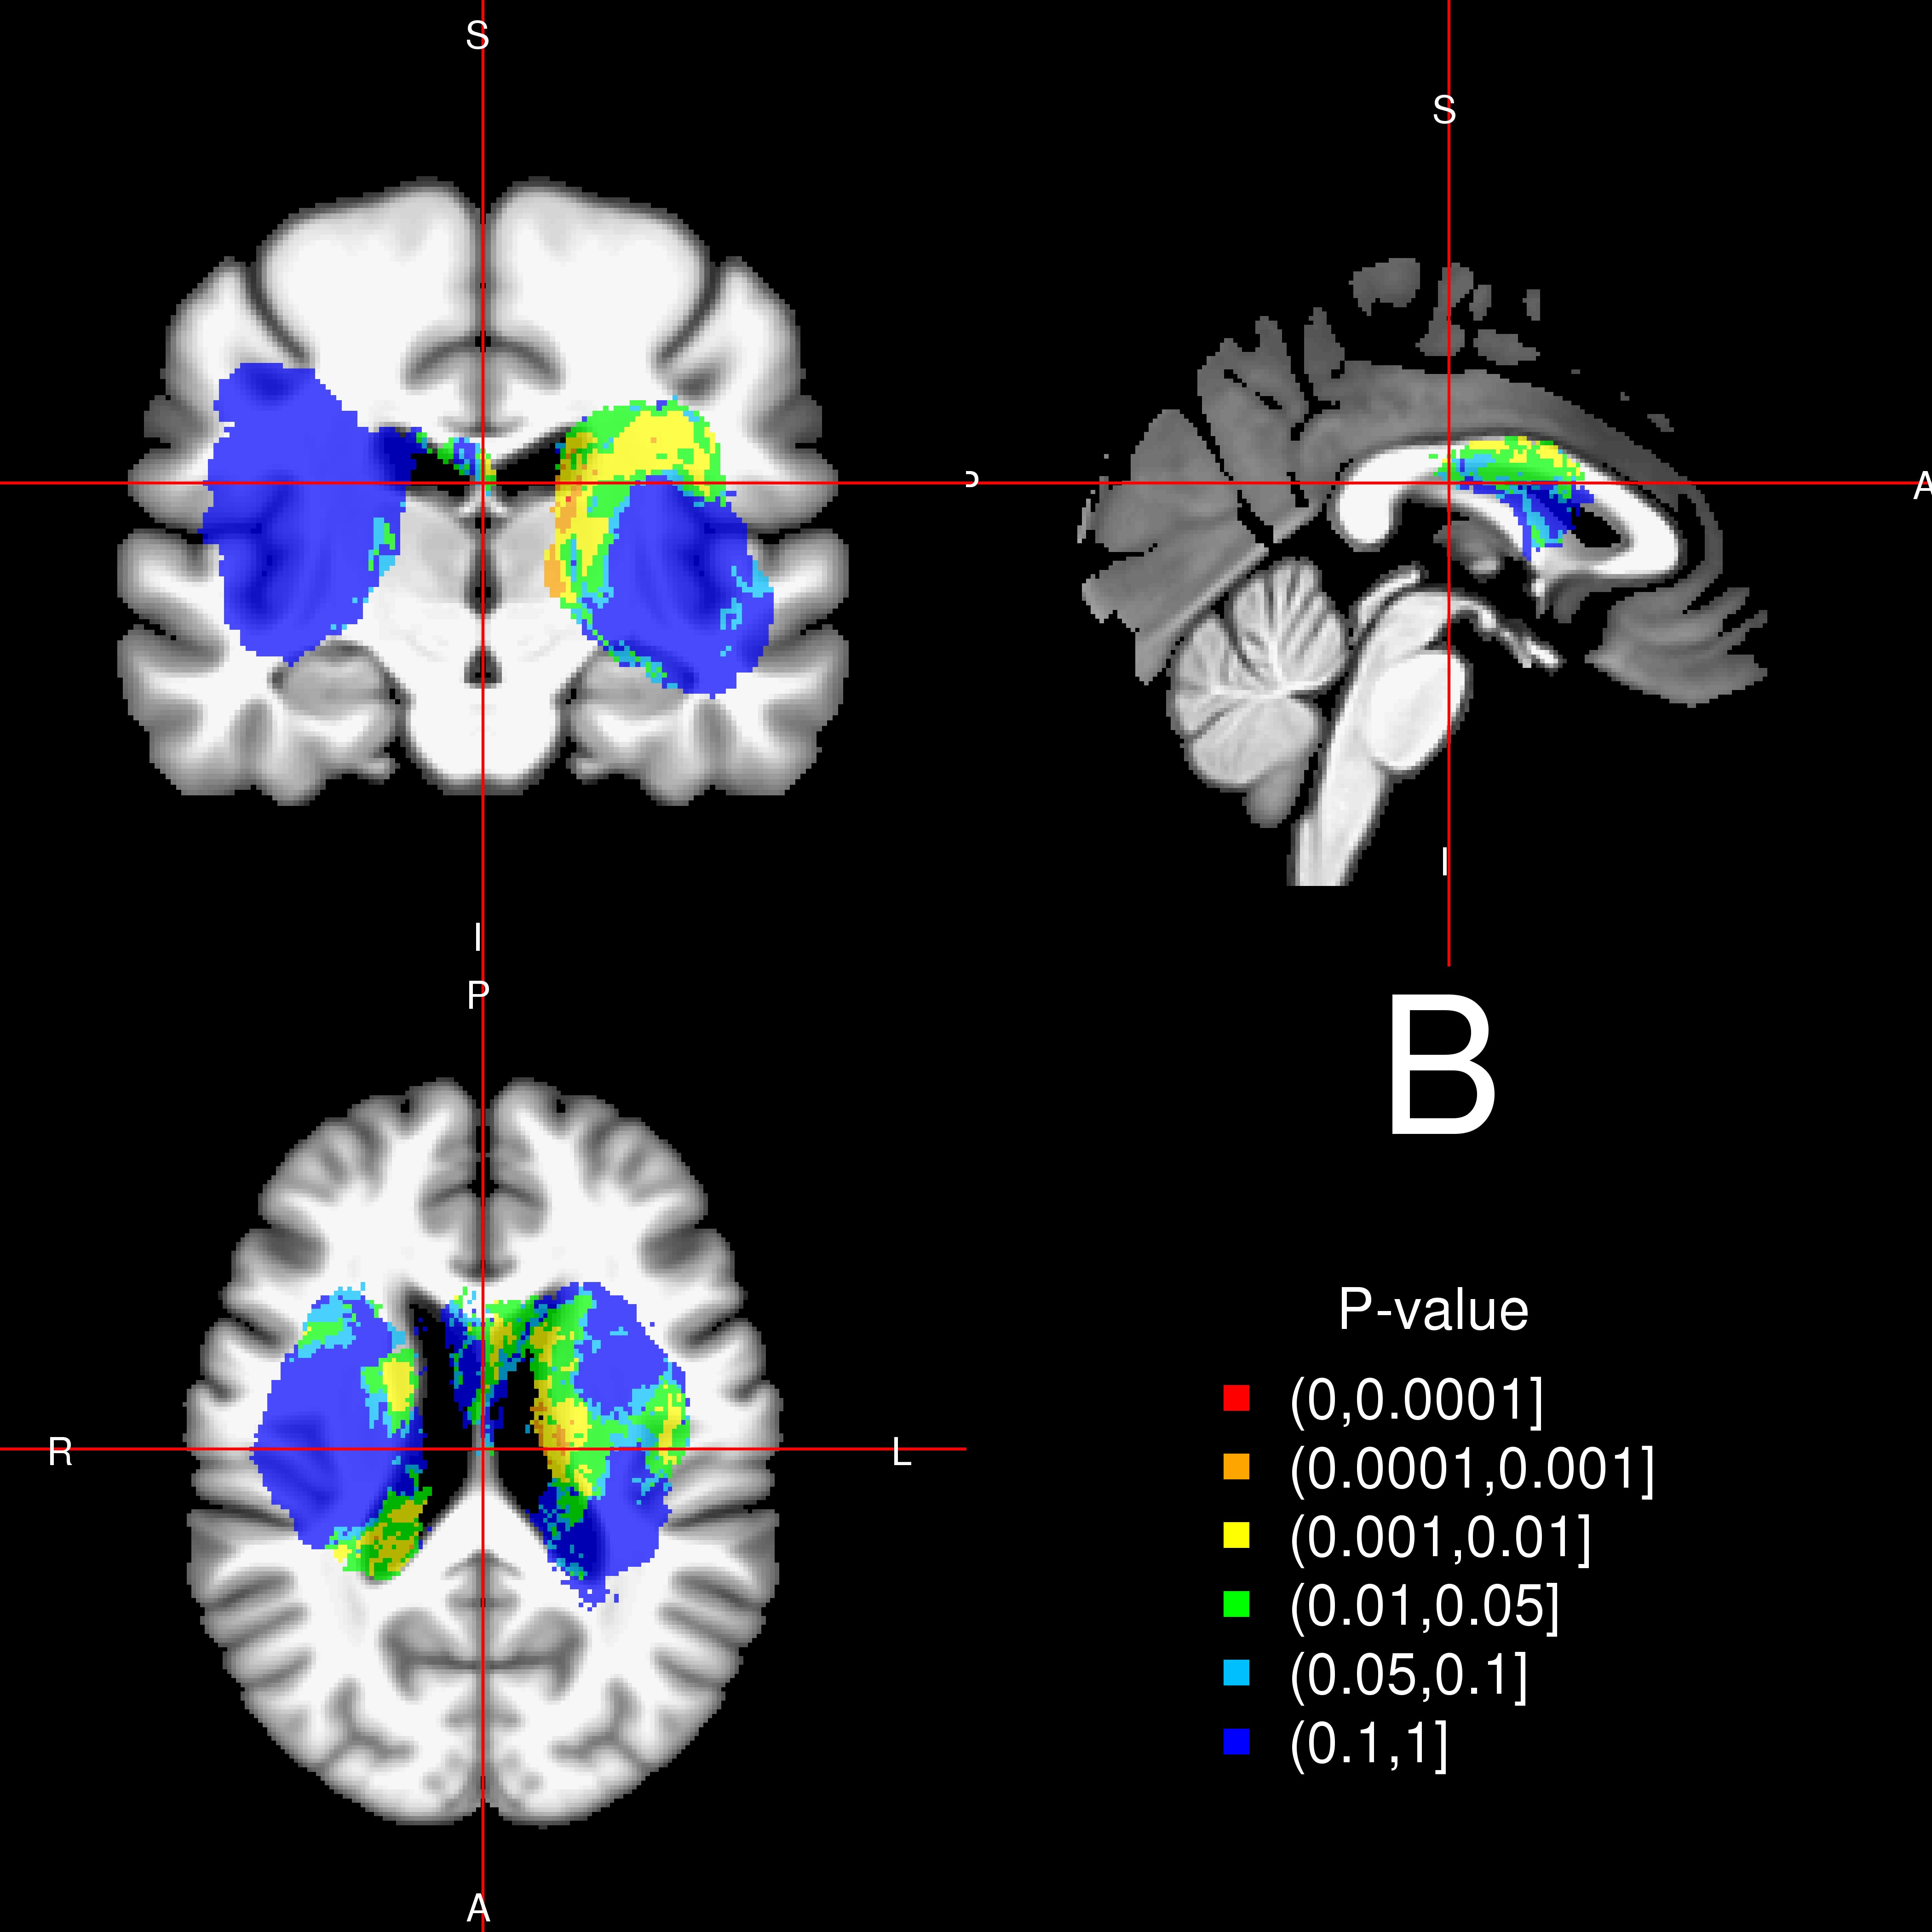 S
S
P
A
I
I
P
B
R
L
A
P-value
(0,0.0001]
(0.0001,0.001]
(0.001,0.01]
(0.01,0.05]
(0.05,0.1]
(0.1,1]